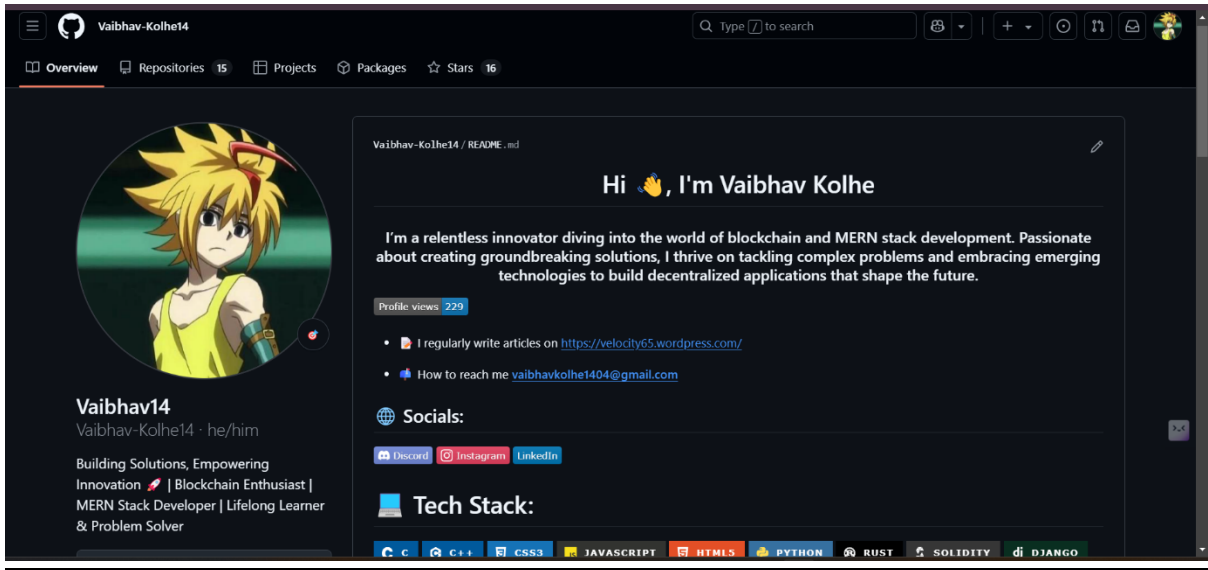 Vaibhav-Kolhe14
Type / to search
Overview Repositories 15 Projects Packages Stars 16
Vaibhav-Kolhe14 / README.md
Hi 👋, I'm Vaibhav Kolhe
I'm a relentless innovator diving into the world of blockchain and MERN stack development. Passionate
about creating groundbreaking solutions, I thrive on tackling complex problems and embracing emerging
technologies to build decentralized applications that shape the future.
Profile views 229
• 📝 I regularly write articles on https://velocity65.wordpress.com/
• 📫 How to reach me vaibhavkolhe1404@gmail.com
Vaibhav14
Vaibhav-Kolhe14 · he/him
Building Solutions, Empowering
Innovation 🚀 | Blockchain Enthusiast |
MERN Stack Developer | Lifelong Learner
& Problem Solver
🌐 Socials:
Discord Instagram LinkedIn
💻 Tech Stack:
C C++ CSS3 JAVASCRIPT HTML5 PYTHON RUST SOLIDITY dj DJANGO